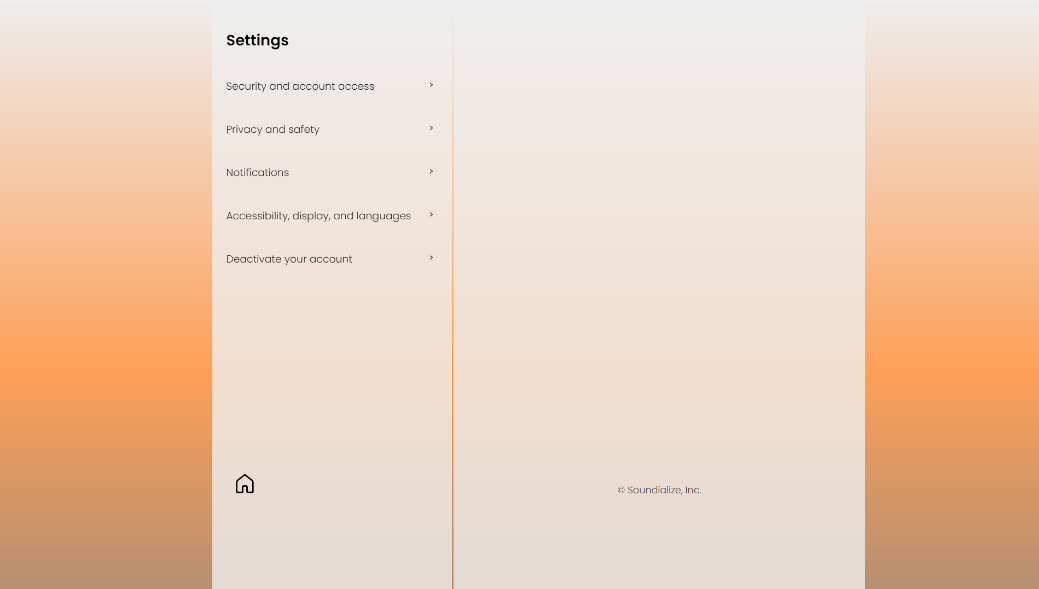 Settings
Security and account access >
Privacy and safety >
Notifications >
Accessibility, display, and languages >
Deactivate your account >
© Soundialize, Inc.